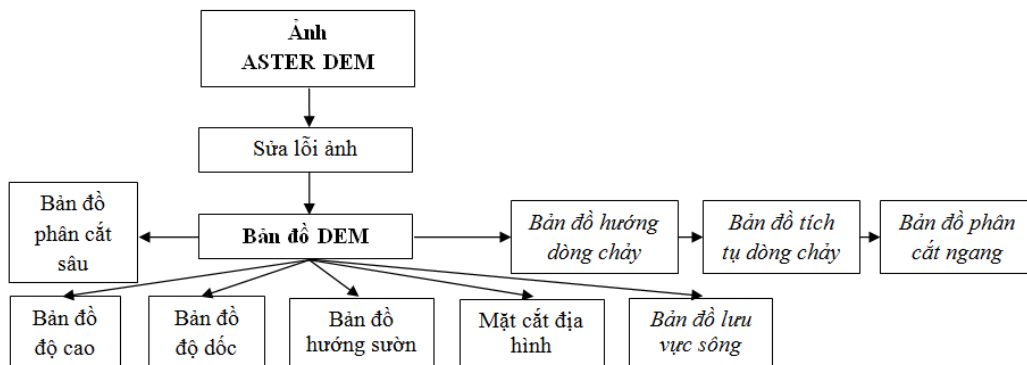 Ảnh
ASTER DEM
Sửa lỗi ảnh
Bản đồ
phân cắt
sâu
Bản đồ DEM
Bản đồ hướng
dòng chảy
Bản đồ tích
tụ dòng chảy
Bản đồ phân
cắt ngang
Bản đồ
độ cao
Bản đồ
độ dốc
Bản đồ
hướng sườn
Mặt cắt địa
hình
Bản đồ lưu
vực sông